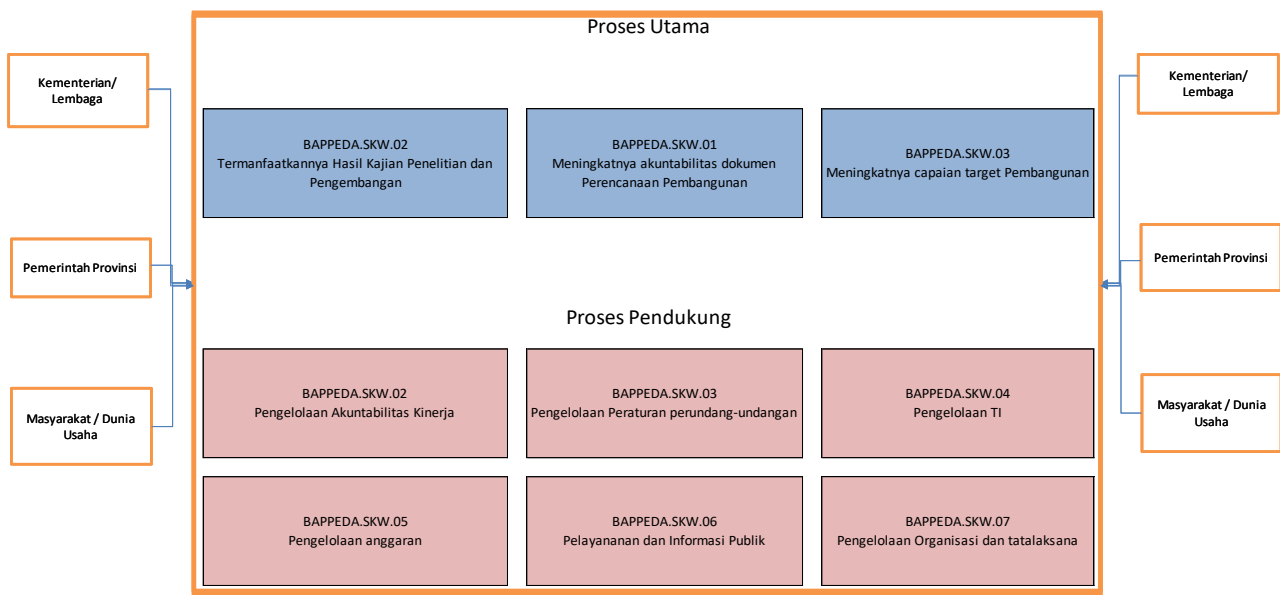 Proses Utama
Kementerian/
Lembaga
Pemerintah Provinsi
Masyarakat / Dunia
Usaha
BAPPEDA.SKW.02
Termanfaatkannya Hasil Kajian Penelitian dan
Pengembangan
BAPPEDA.SKW.01
Meningkatnya akuntabilitas dokumen
Perencanaan Pembangunan
BAPPEDA.SKW.03
Meningkatnya capaian target Pembangunan
Proses Pendukung
BAPPEDA.SKW.02
Pengelolaan Akuntabilitas Kinerja
BAPPEDA.SKW.03
Pengelolaan Peraturan perundang-undangan
BAPPEDA.SKW.04
Pengelolaan TI
BAPPEDA.SKW.05
Pengelolaan anggaran
BAPPEDA.SKW.06
Pelayananan dan Informasi Publik
BAPPEDA.SKW.07
Pengelolaan Organisasi dan tatalaksana
Kementerian/
Lembaga
Pemerintah Provinsi
Masyarakat / Dunia
Usaha